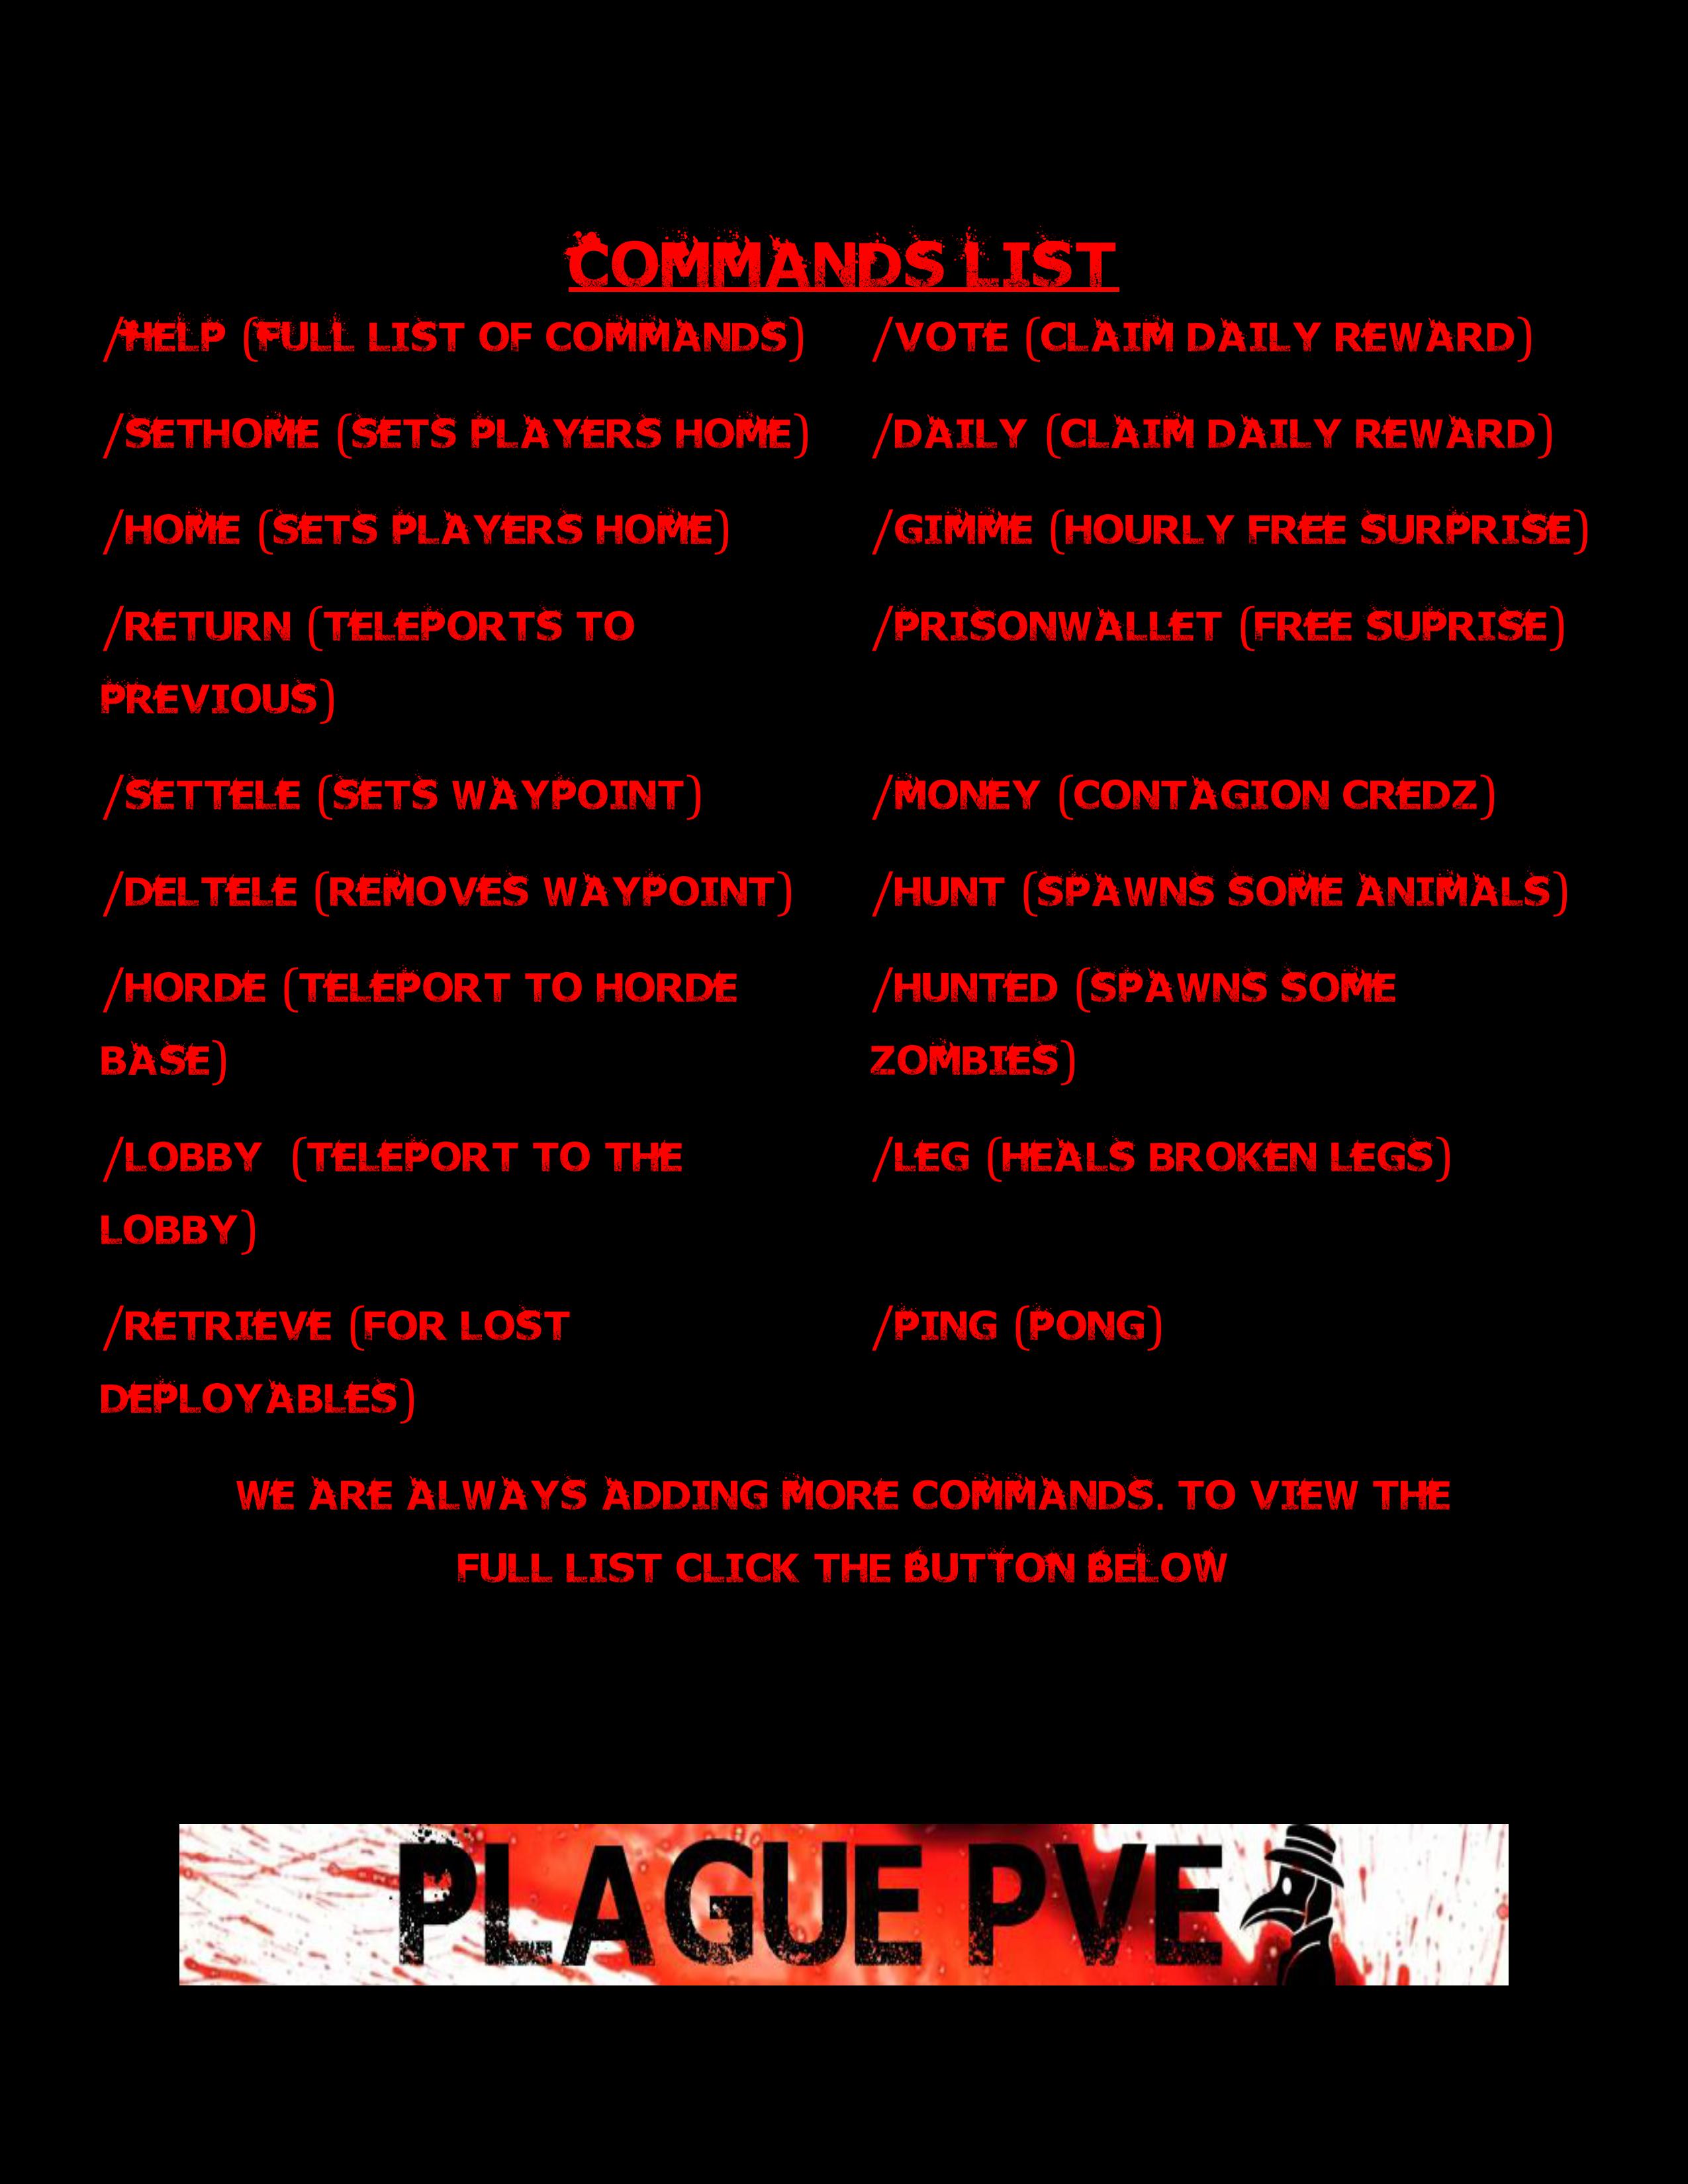 COMMANDS LIST
/HELP (FULL LIST OF COMMANDS)
/VOTE (CLAIM DAILY REWARD)
/SETHOME (SETS PLAYERS HOME)
/DAILY (CLAIM DAILY REWARD)
/HOME (SETS PLAYERS HOME)
/GIMME (HOURLY FREE SURPRISE)
/RETURN (TELEPORTS TO
PREVIOUS)
/PRISONWALLET (FREE SUPRISE)
/SETTELE (SETS WAYPOINT)
/MONEY (CONTAGION CREDZ)
/DELTELE (REMOVES WAYPOINT)
/HUNT (SPAWNS SOME ANIMALS)
/HORDE (TELEPORT TO HORDE
BASE)
/HUNTED (SPAWNS SOME
ZOMBIES)
/LOBBY (TELEPORT TO THE
LOBBY)
/LEG (HEALS BROKEN LEGS)
/RETRIEVE (FOR LOST
DEPLOYABLES)
/PING (PONG)
WE ARE ALWAYS ADDING MORE COMMANDS. TO VIEW THE
FULL LIST CLICK THE BUTTON BELOW
PLAGUE PVE